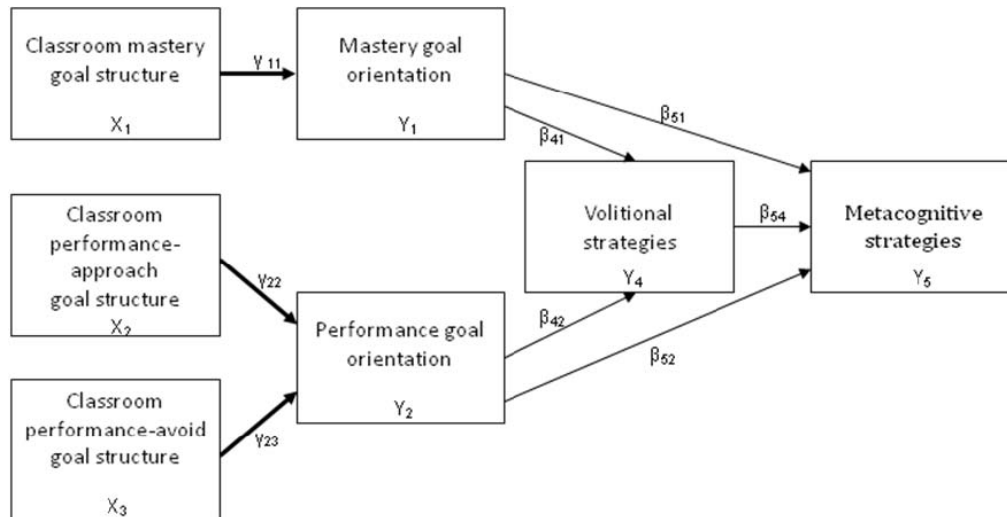 Classroom mastery
goal structure
X₁
γ₁₁
Mastery goal
orientation
Y₁
β₅₁
β₄₁
Classroom
performance-
approach
goal structure
X₂
γ₂₂
Volitional
strategies
Y₄
β₅₄
Metacognitive
strategies
Y₅
Performance goal
orientation
Y₂
β₄₂
β₅₂
Classroom
performance-avoid
goal structure
X₃
γ₂₃